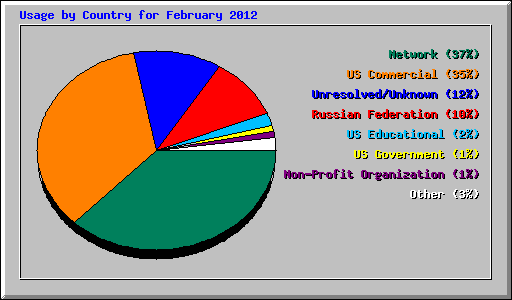 Usage by Country for February 2012
Network (37%)
US Commercial (35%)
Unresolved/Unknown (12%)
Russian Federation (10%)
US Educational (2%)
US Government (1%)
Non-Profit Organization (1%)
Other (3%)